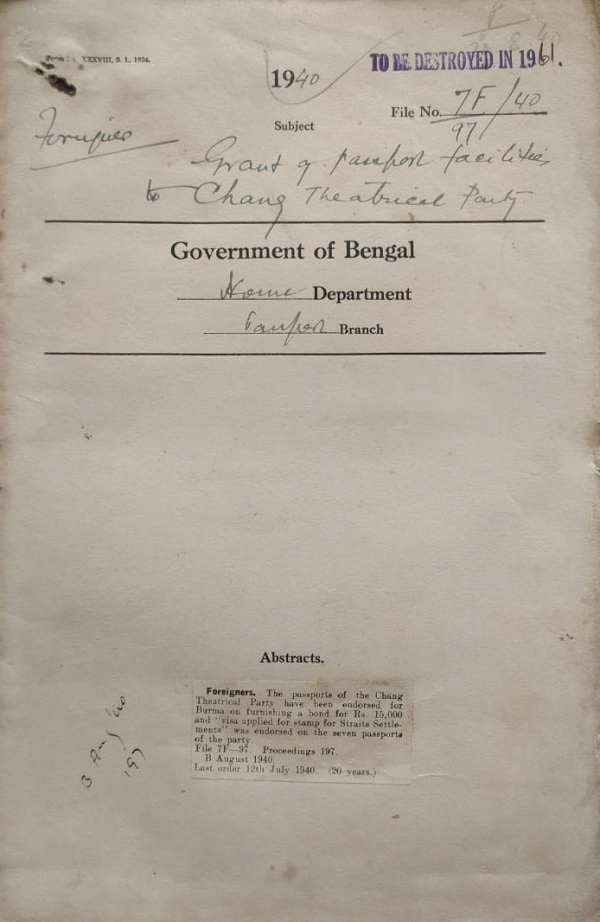 XXXVIII, S. L. 1934.
TO BE DESTROYED IN 1961.
1940
File No. 7F/40
97
Subject
Foreigners
Grant of passport facilities
to Chang Theatrical Party.
Government of Bengal
Home Department
Passport Branch
Abstracts.
Foreigners. The passports of the Chang
Theatrical Party have been endorsed for
Burma on furnishing a bond for Rs. 15,000
and "visa applied for stamp for Straits Settle-
ments" was endorsed on the seven passports
of the party.
File 7F—97. Proceedings 197.
B August 1940.
Last order 12th July 1940. (20 years.)
B Aug
197